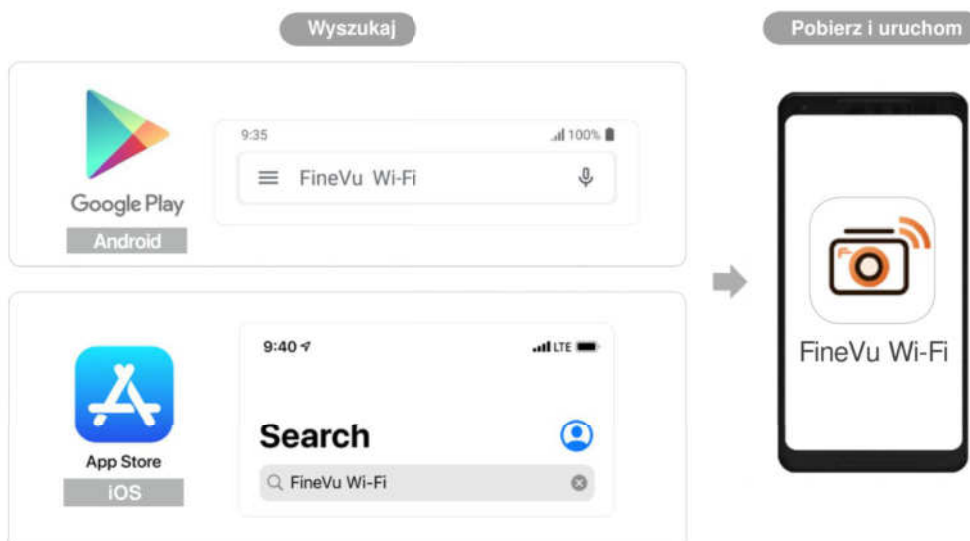 Wyszukaj
Pobierz i uruchom
9:35
100%
FineVu Wi-Fi
Google Play
Android
9:40
LTE
Search
FineVu Wi-Fi
App Store
iOS
FineVu Wi-Fi